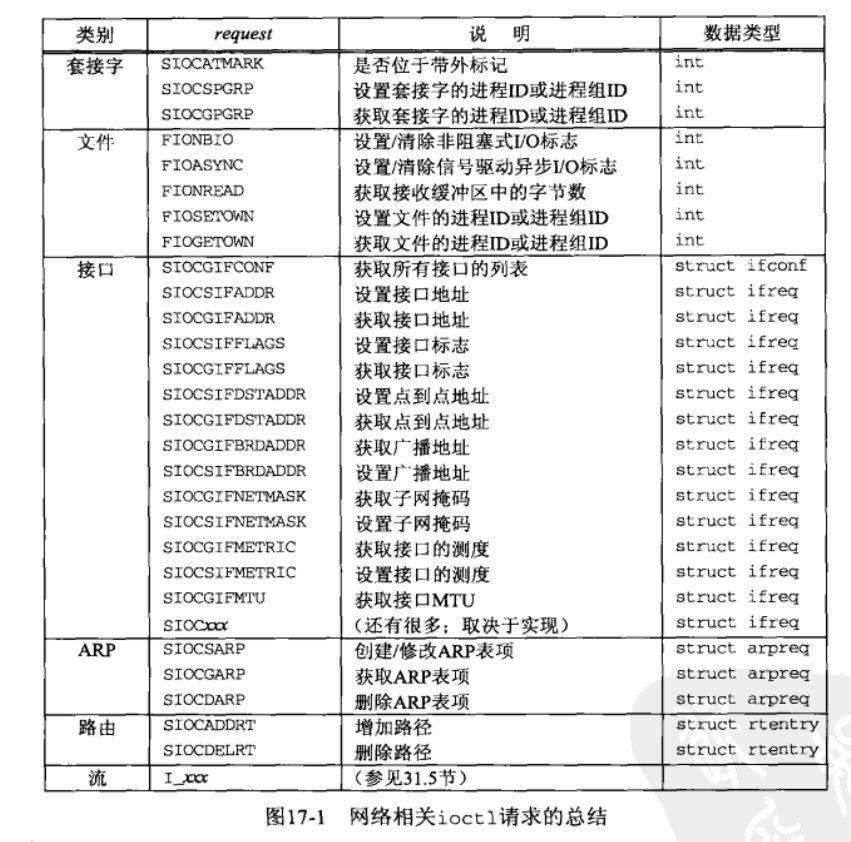 类别 request 说 明 数据类型
套接字 SIOCATMARK 是否位于带外标记 int
SIOCSPGRP 设置套接字的进程ID或进程组ID int
SIOCGPGRP 获取套接字的进程ID或进程组ID int
文件 FIONBIO 设置/清除非阻塞式I/O标志 int
FIOASYNC 设置/清除信号驱动异步I/O标志 int
FIONREAD 获取接收缓冲区中的字节数 int
FIOSETOWN 设置文件的进程ID或进程组ID int
FIOGETOWN 获取文件的进程ID或进程组ID int
接口 SIOCGIFCONF 获取所有接口的列表 struct ifconf
SIOCSIFADDR 设置接口地址 struct ifreq
SIOCGIFADDR 获取接口地址 struct ifreq
SIOCSIFFLAGS 设置接口标志 struct ifreq
SIOCGIFFLAGS 获取接口标志 struct ifreq
SIOCSIFDSTADDR 设置点到点地址 struct ifreq
SIOCGIFDSTADDR 获取点到点地址 struct ifreq
SIOCGIFBRDADDR 获取广播地址 struct ifreq
SIOCSIFBRDADDR 设置广播地址 struct ifreq
SIOCGIFNETMASK 获取子网掩码 struct ifreq
SIOCSIFNETMASK 设置子网掩码 struct ifreq
SIOCGIFMETRIC 获取接口的测度 struct ifreq
SIOCSIFMETRIC 设置接口的测度 struct ifreq
SIOCGIFMTU 获取接口MTU struct ifreq
SIOCxxx （还有很多；取决于实现） struct ifreq
ARP SIOCSARP 创建/修改ARP表项 struct arpreq
SIOCGARP 获取ARP表项 struct arpreq
SIOCDARP 删除ARP表项 struct arpreq
路由 SIOCADDRT 增加路径 struct rtentry
SIOCDELRT 删除路径 struct rtentry
流 I_xxx （参见31.5节）
图17-1 网络相关ioctl请求的总结